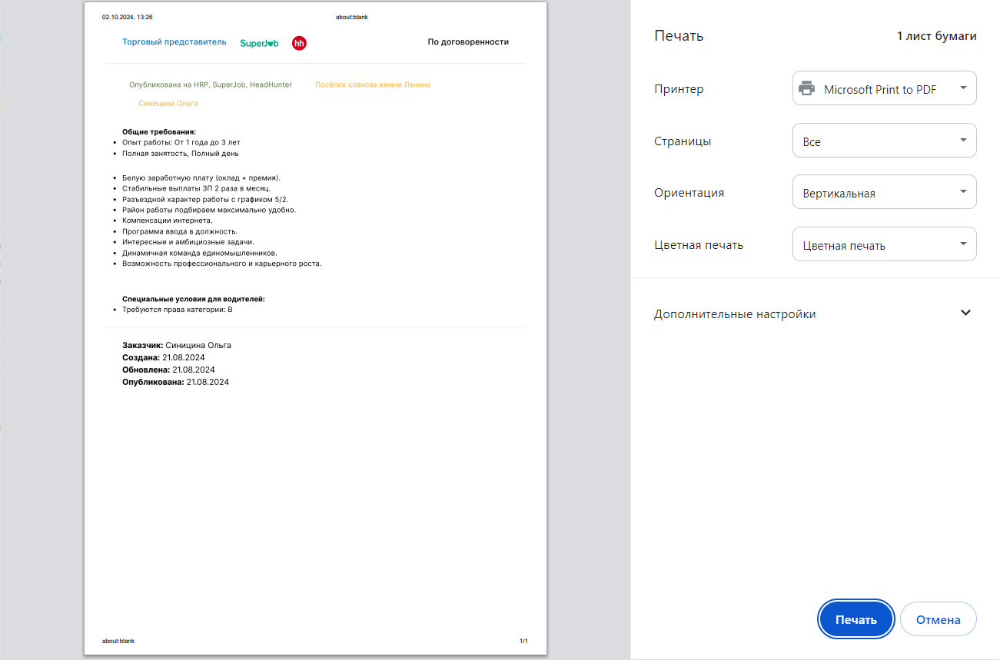 02.10.2024, 13:26 about:blank
Торговый представитель SuperJob hh По договоренности
Опубликована на HRP, SuperJob, HeadHunter Посёлок совхоза имени Ленина
Синицина Ольга
Общие требования:
• Опыт работы: От 1 года до 3 лет
• Полная занятость, Полный день
• Белую заработную плату (оклад + премия).
• Стабильные выплаты ЗП 2 раза в месяц.
• Разъездной характер работы с графиком 5/2.
• Район работы подбираем максимально удобно.
• Компенсации интернета.
• Программа ввода в должность.
• Интересные и амбициозные задачи.
• Динамичная команда единомышленников.
• Возможность профессионального и карьерного роста.
Специальные условия для водителей:
• Требуются права категории: B
Заказчик: Синицина Ольга
Создана: 21.08.2024
Обновлена: 21.08.2024
Опубликована: 21.08.2024
about:blank 1/1
Печать 1 лист бумаги
Принтер Microsoft Print to PDF
Страницы Все
Ориентация Вертикальная
Цветная печать Цветная печать
Дополнительные настройки
Печать Отмена